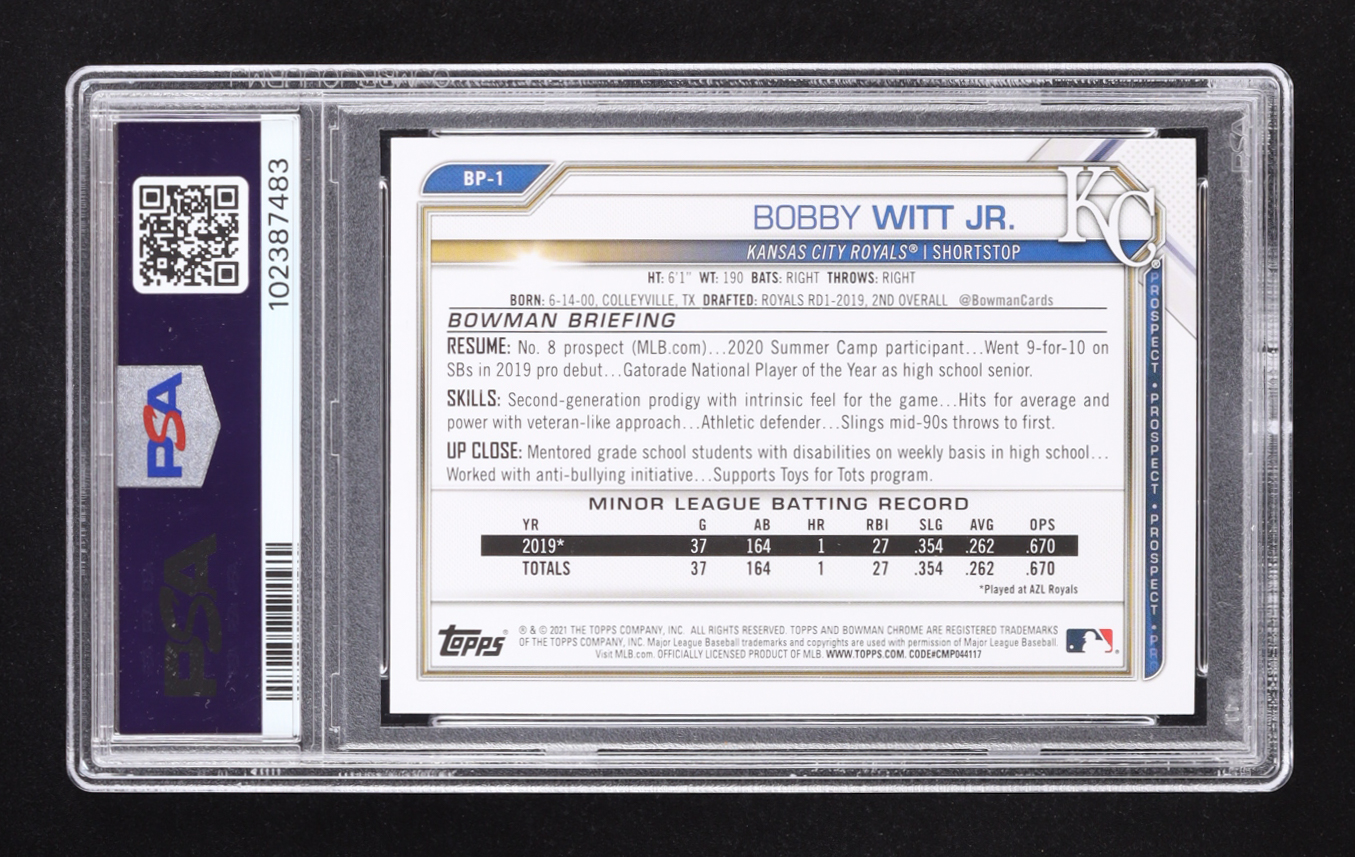 102387483
PSA
PSA
BP-1
BOBBY WITT JR.
KC
KANSAS CITY ROYALS® | SHORTSTOP
HT: 6'1" WT: 190 BATS: RIGHT THROWS: RIGHT
BORN: 6-14-00, COLLEYVILLE, TX DRAFTED: ROYALS RD1-2019, 2ND OVERALL @BowmanCards
BOWMAN BRIEFING
RESUME: No. 8 prospect (MLB.com)...2020 Summer Camp participant...Went 9-for-10 on
SBs in 2019 pro debut...Gatorade National Player of the Year as high school senior.
SKILLS: Second-generation prodigy with intrinsic feel for the game...Hits for average and
power with veteran-like approach...Athletic defender...Slings mid-90s throws to first.
UP CLOSE: Mentored grade school students with disabilities on weekly basis in high school...
Worked with anti-bullying initiative...Supports Toys for Tots program.
MINOR LEAGUE BATTING RECORD
YR G AB HR RBI SLG AVG OPS
2019* 37 164 1 27 .354 .262 .670
TOTALS 37 164 1 27 .354 .262 .670
*Played at AZL Royals
Topps®
® & © 2021 THE TOPPS COMPANY, INC. ALL RIGHTS RESERVED. TOPPS AND BOWMAN CHROME ARE REGISTERED TRADEMARKS
OF THE TOPPS COMPANY, INC. Major League Baseball trademarks and copyrights are used with permission of Major League Baseball.
Visit MLB.com. OFFICIALLY LICENSED PRODUCT OF MLB. WWW.TOPPS.COM. CODE#CMP044117
PROSPECT • PROSPECT • PROSPECT • PRO